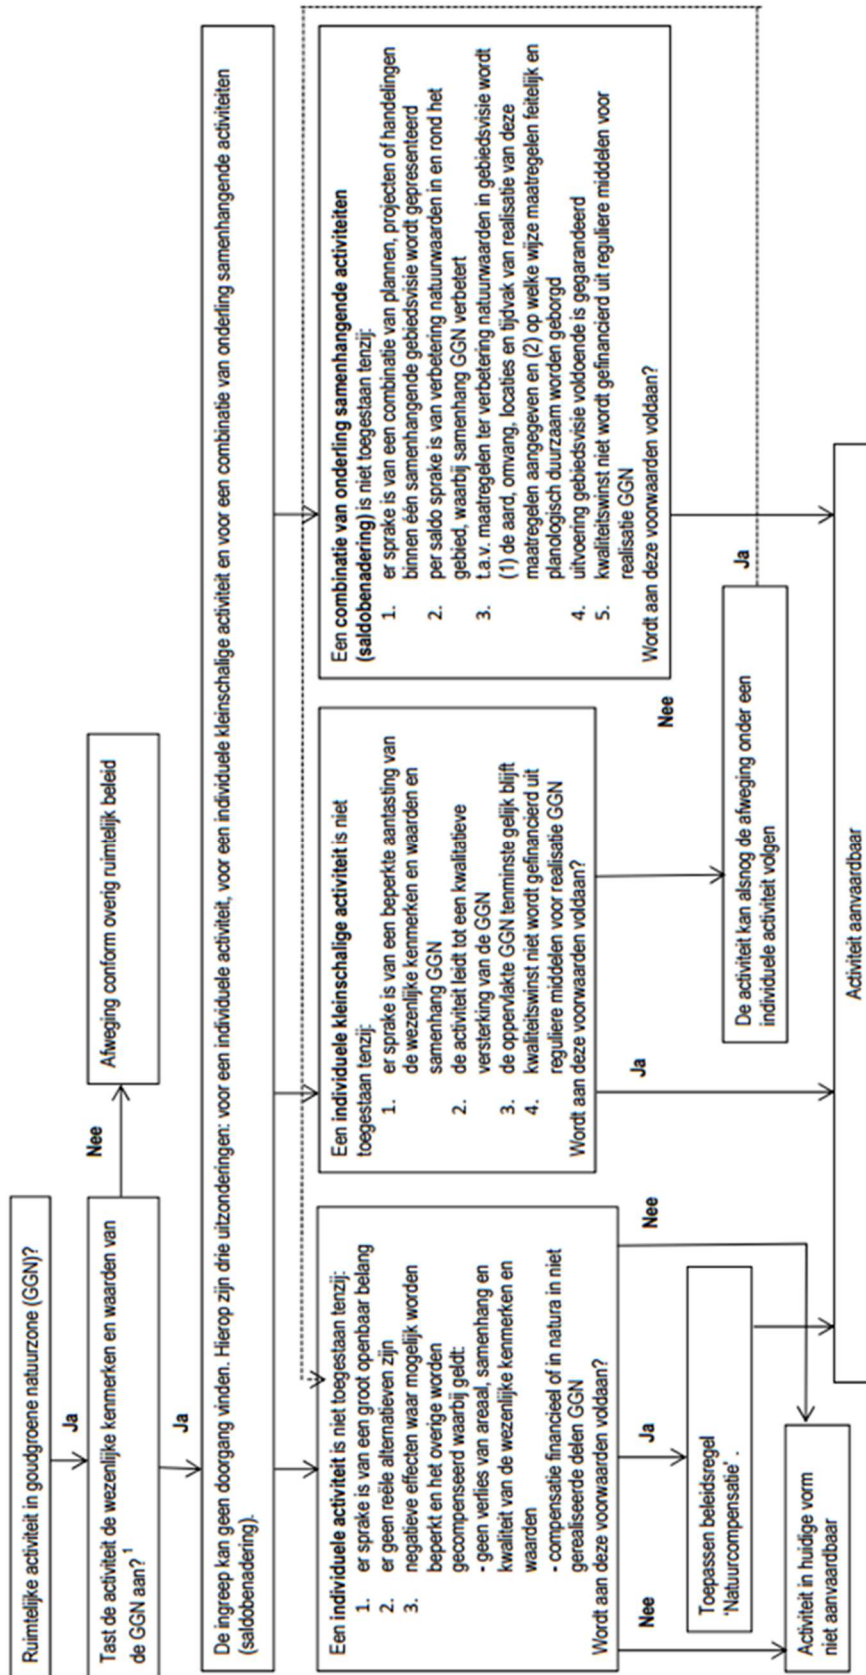 Ruimtelijke activiteit in goudgroene natuurzone (GGN)?
Ja
Tast de activiteit de wezenlijke kenmerken en waarden van
de GGN aan? 1
Nee
Afweging conform overig ruimtelijk beleid
Ja
De ingreep kan geen doorgang vinden. Hierop zijn drie uitzonderingen: voor een individuele activiteit, voor een individuele kleinschalige activiteit en voor een combinatie van onderling samenhangende activiteiten
(saldobenadering).
Een individuele activiteit is niet toegestaan tenzij:
1. er sprake is van een groot openbaar belang
2. er geen reële alternatieven zijn
3. negatieve effecten waar mogelijk worden
beperkt en het overige worden
gecompenseerd waarbij geldt:
- geen verlies van areaal, samenhang en
kwaliteit van de wezenlijke kenmerken en
waarden
- compensatie financieel of in natura in niet
gerealiseerde delen GGN
Wordt aan deze voorwaarden voldaan?
Nee
Ja
Nee
Toepassen beleidsregel
'Natuurcompensatie' .
Activiteit in huidige vorm
niet aanvaardbaar
Een individuele kleinschalige activiteit is niet
toegestaan tenzij:
1. er sprake is van een beperkte aantasting van
de wezenlijke kenmerken en waarden en
samenhang GGN
2. de activiteit leidt tot een kwalitatieve
versterking van de GGN
3. de oppervlakte GGN tenminste gelijk blijft
4. kwaliteitswinst niet wordt gefinancierd uit
reguliere middelen voor realisatie GGN
Wordt aan deze voorwaarden voldaan?
Ja
Nee
De activiteit kan alsnog de afweging onder een
individuele activiteit volgen
Ja
Een combinatie van onderling samenhangende activiteiten
(saldobenadering) is niet toegestaan tenzij:
1. er sprake is van een combinatie van plannen, projecten of handelingen
binnen één samenhangende gebiedsvisie wordt gepresenteerd
2. per saldo sprake is van verbetering natuurwaarden in en rond het
gebied, waarbij samenhang GGN verbetert
3. t.a.v. maatregelen ter verbetering natuurwaarden in gebiedsvisie wordt
(1) de aard, omvang, locaties en tijdvak van realisatie van deze
maatregelen aangegeven en (2) op welke wijze maatregelen feitelijk en
planologisch duurzaam worden geborgd
4. uitvoering gebiedsvisie voldoende is gegarandeerd
5. kwaliteitswinst niet wordt gefinancierd uit reguliere middelen voor
realisatie GGN
Wordt aan deze voorwaarden voldaan?
Activiteit aanvaardbaar